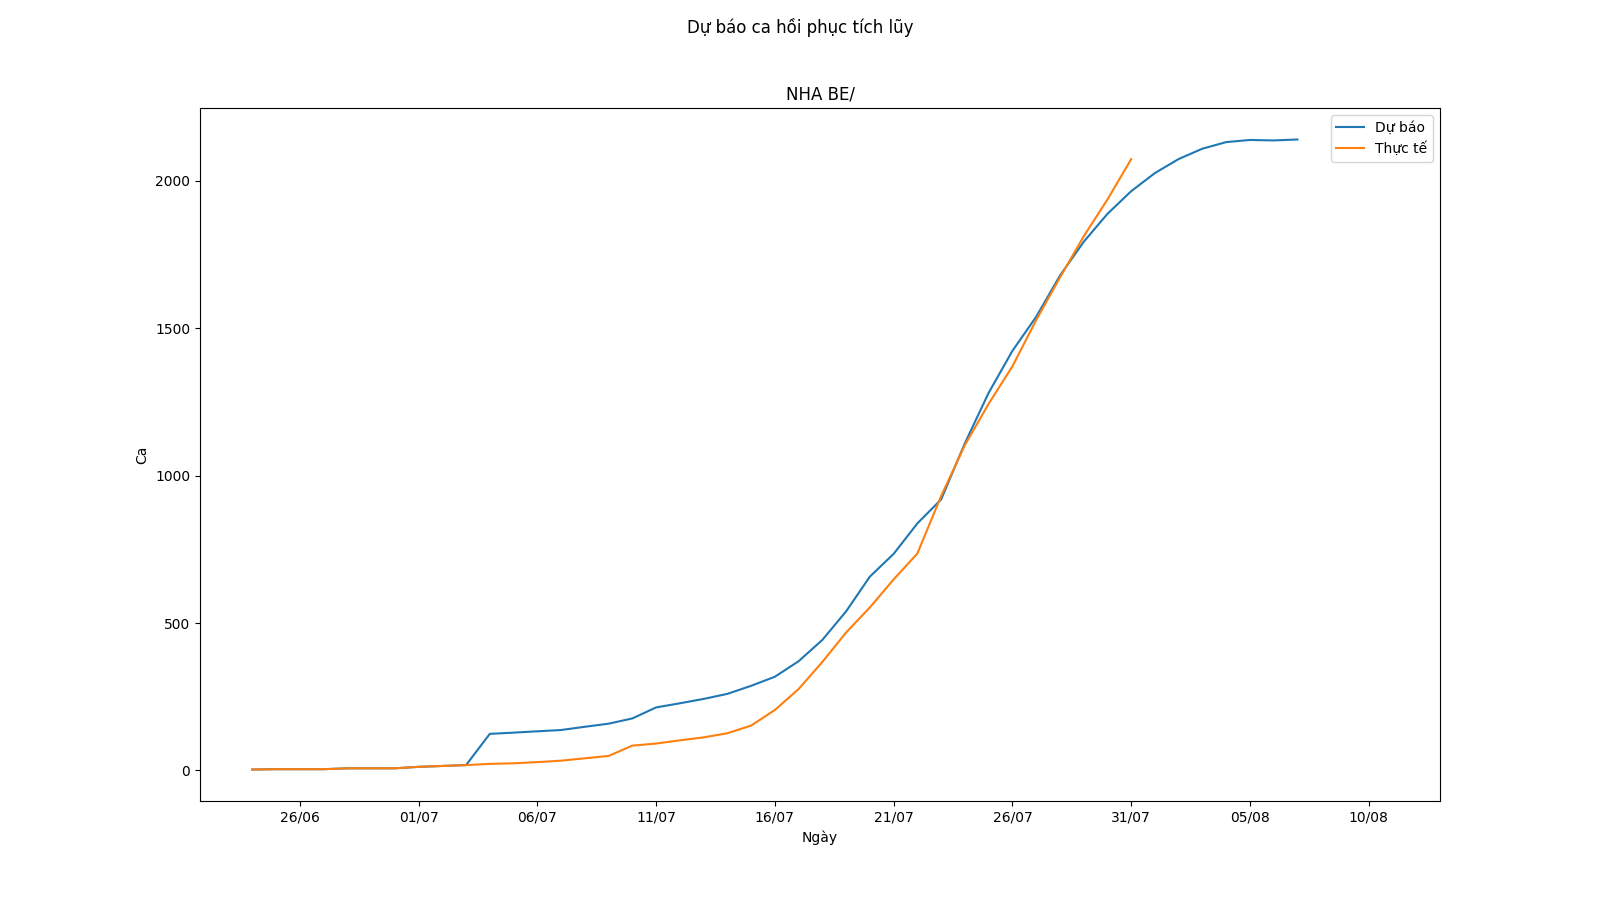 Dự báo ca hồi phục tích lũy
NHA BE/
Dự báo
Thực tế
2000
1500
1000
500
0
Ca
26/06 01/07 06/07 11/07 16/07 21/07 26/07 31/07 05/08 10/08
Ngày